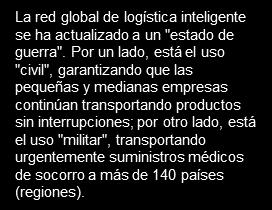 La red global de logística inteligente
se ha actualizado a un "estado de
guerra". Por un lado, está el uso
"civil", garantizando que las
pequeñas y medianas empresas
continúan transportando productos
sin interrupciones; por otro lado, está
el uso "militar", transportando
urgentemente suministros médicos
de socorro a más de 140 países
(regiones).